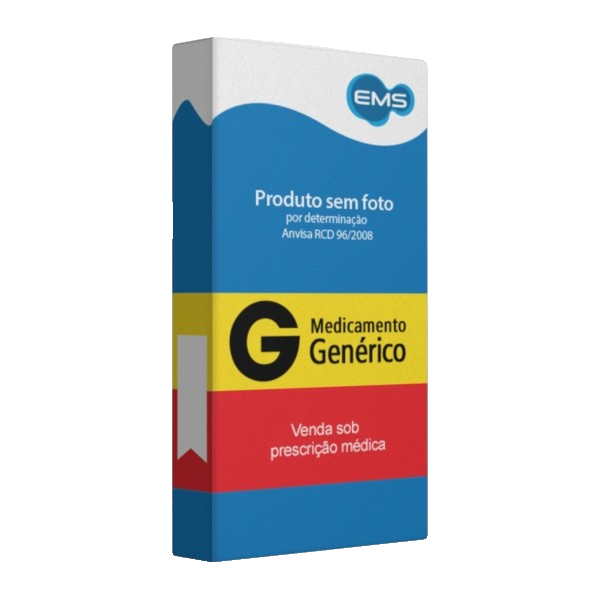 EMS
Produto sem foto
por determinação
Anvisa RCD 96/2008
G Medicamento
Genérico
Venda sob
prescrição médica